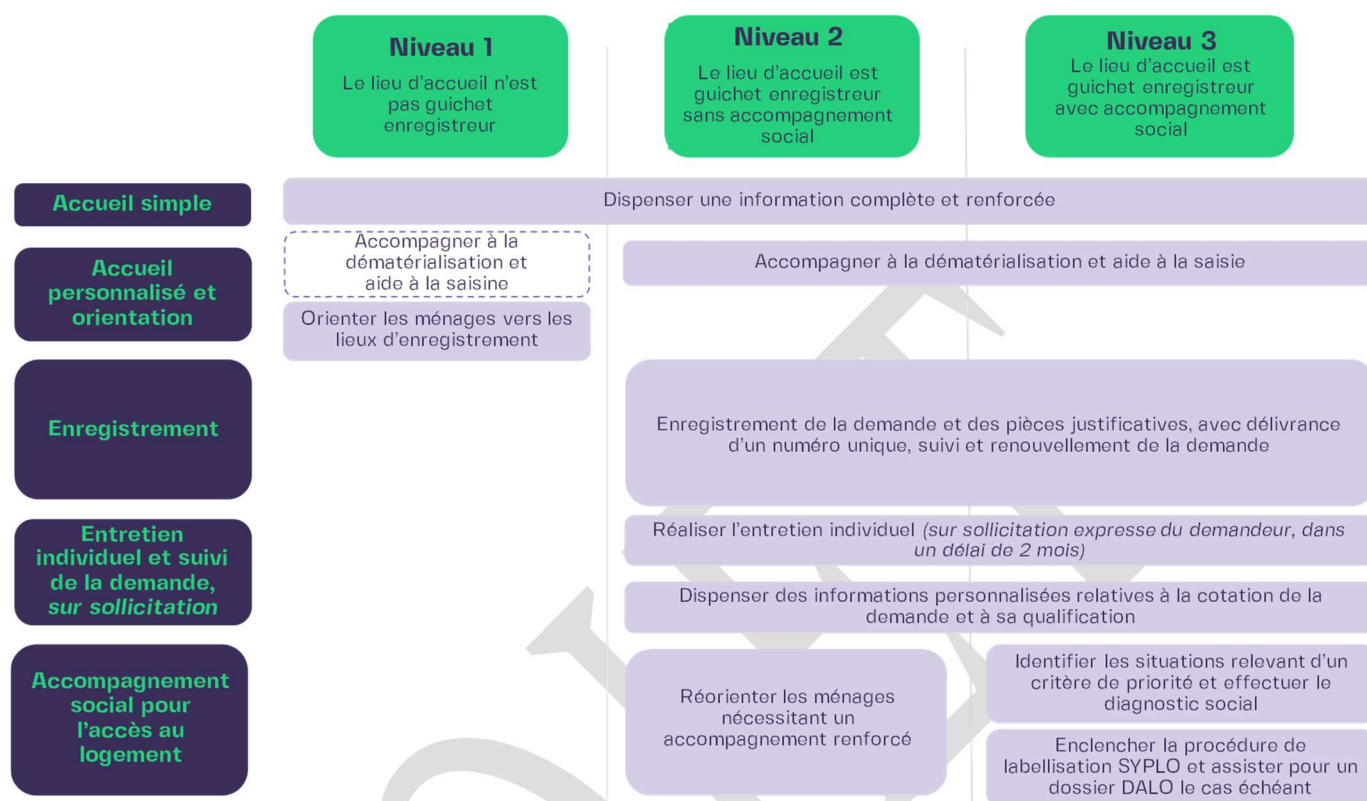 Niveau 1
Le lieu d'accueil n'est
pas guichet
enregistreur
Niveau 2
Le lieu d'accueil est
guichet enregistreur
sans accompagnement
social
Niveau 3
Le lieu d'accueil est
guichet enregistreur
avec accompagnement
social
Accueil simple
Dispenser une information complète et renforcée
Accueil
personnalisé et
orientation
Accompagner à la
dématérialisation et
aide à la saisine
Accompagner à la dématérialisation et aide à la saisie
Orienter les ménages vers les
lieux d'enregistrement
Enregistrement
Enregistrement de la demande et des pièces justificatives, avec délivrance
d'un numéro unique, suivi et renouvellement de la demande
Entretien
individuel et suivi
de la demande,
sur sollicitation
Réaliser l'entretien individuel (sur sollicitation expresse du demandeur, dans
un délai de 2 mois)
Dispenser des informations personnalisées relatives à la cotation de la
demande et à sa qualification
Accompagnement
social pour
l'accès au
logement
Réorienter les ménages
nécessitant un
accompagnement renforcé
Identifier les situations relevant d'un
critère de priorité et effectuer le
diagnostic social
Enclencher la procédure de
labellisation SYPLO et assister pour un
dossier DALO le cas échéant